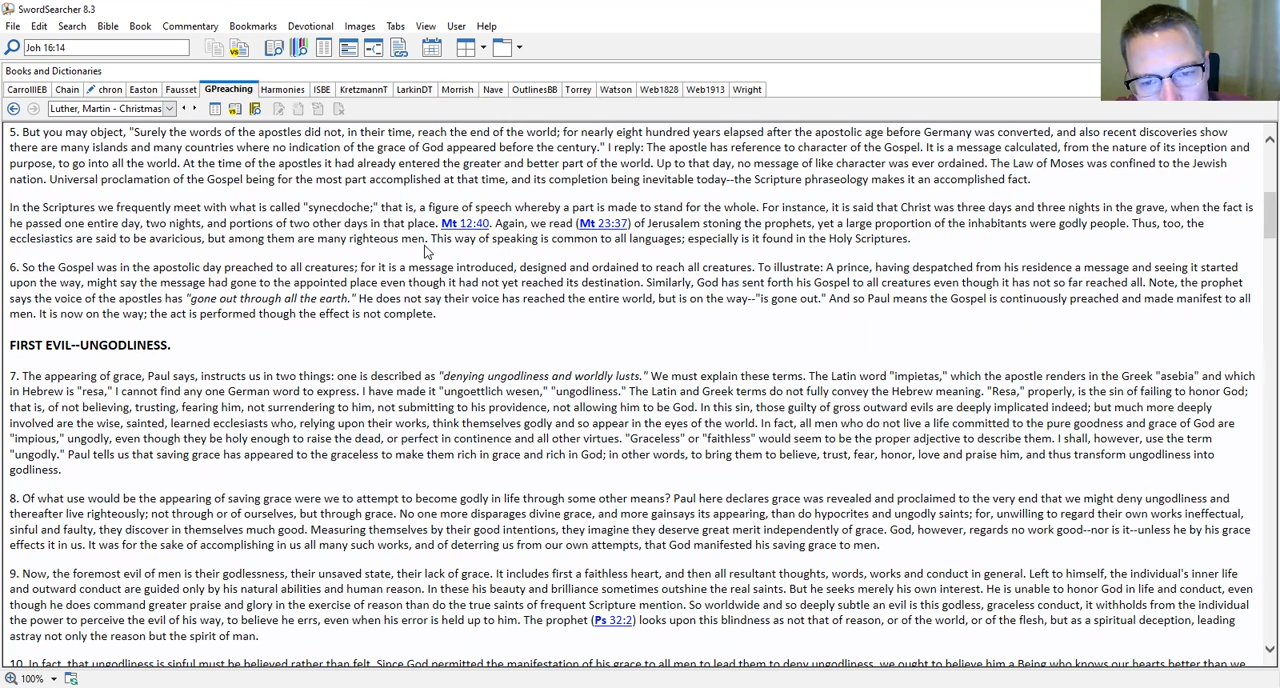 SwordSearcher 8.3
File Edit Search Bible Book Commentary Bookmarks Devotional Images Tabs View User Help
Joh 16:14
Books and Dictionaries
CarrollIEB Chain chron Easton Fausset GPreaching Harmonies ISBE KretzmannT LarkinDT Morrish Nave OutlinesBB Torrey Watson Web1828 Web1913 Wright
Luther, Martin - Christmas
5. But you may object, "Surely the words of the apostles did not, in their time, reach the end of the world; for nearly eight hundred years elapsed after the apostolic age before Germany was converted, and also recent discoveries show
there are many islands and many countries where no indication of the grace of God appeared before the century." I reply: The apostle has reference to character of the Gospel. It is a message calculated, from the nature of its inception and
purpose, to go into all the world. At the time of the apostles it had already entered the greater and better part of the world. Up to that day, no message of like character was ever ordained. The Law of Moses was confined to the Jewish
nation. Universal proclamation of the Gospel being for the most part accomplished at that time, and its completion being inevitable today--the Scripture phraseology makes it an accomplished fact.
In the Scriptures we frequently meet with what is called "synecdoche;" that is, a figure of speech whereby a part is made to stand for the whole. For instance, it is said that Christ was three days and three nights in the grave, when the fact is
he passed one entire day, two nights, and portions of two other days in that place. Mt 12:40. Again, we read (Mt 23:37) of Jerusalem stoning the prophets, yet a large proportion of the inhabitants were godly people. Thus, too, the
ecclesiastics are said to be avaricious, but among them are many righteous men. This way of speaking is common to all languages; especially is it found in the Holy Scriptures.
6. So the Gospel was in the apostolic day preached to all creatures; for it is a message introduced, designed and ordained to reach all creatures. To illustrate: A prince, having despatched from his residence a message and seeing it started
upon the way, might say the message had gone to the appointed place even though it had not yet reached its destination. Similarly, God has sent forth his Gospel to all creatures even though it has not so far reached all. Note, the prophet
says the voice of the apostles has "gone out through all the earth." He does not say their voice has reached the entire world, but is on the way--"is gone out." And so Paul means the Gospel is continuously preached and made manifest to all
men. It is now on the way; the act is performed though the effect is not complete.
FIRST EVIL--UNGODLINESS.
7. The appearing of grace, Paul says, instructs us in two things: one is described as "denying ungodliness and worldly lusts." We must explain these terms. The Latin word "impietas," which the apostle renders in the Greek "asebia" and which
in Hebrew is "resa," I cannot find any one German word to express. I have made it "ungoettlich wesen," "ungodliness." The Latin and Greek terms do not fully convey the Hebrew meaning. "Resa," properly, is the sin of failing to honor God;
that is, of not believing, trusting, fearing him, not surrendering to him, not submitting to his providence, not allowing him to be God. In this sin, those guilty of gross outward evils are deeply implicated indeed; but much more deeply
involved are the wise, sainted, learned ecclesiasts who, relying upon their works, think themselves godly and so appear in the eyes of the world. In fact, all men who do not live a life committed to the pure goodness and grace of God are
"impious," ungodly, even though they be holy enough to raise the dead, or perfect in continence and all other virtues. "Graceless" or "faithless" would seem to be the proper adjective to describe them. I shall, however, use the term
"ungodly." Paul tells us that saving grace has appeared to the graceless to make them rich in grace and rich in God; in other words, to bring them to believe, trust, fear, honor, love and praise him, and thus transform ungodliness into
godliness.
8. Of what use would be the appearing of saving grace were we to attempt to become godly in life through some other means? Paul here declares grace was revealed and proclaimed to the very end that we might deny ungodliness and
thereafter live righteously; not through or of ourselves, but through grace. No one more disparages divine grace, and more gainsays its appearing, than do hypocrites and ungodly saints; for, unwilling to regard their own works ineffectual,
sinful and faulty, they discover in themselves much good. Measuring themselves by their good intentions, they imagine they deserve great merit independently of grace. God, however, regards no work good--nor is it--unless he by his grace
effects it in us. It was for the sake of accomplishing in us all many such works, and of deterring us from our own attempts, that God manifested his saving grace to men.
9. Now, the foremost evil of men is their godlessness, their unsaved state, their lack of grace. It includes first a faithless heart, and then all resultant thoughts, words, works and conduct in general. Left to himself, the individual's inner life
and outward conduct are guided only by his natural abilities and human reason. In these his beauty and brilliance sometimes outshine the real saints. But he seeks merely his own interest. He is unable to honor God in life and conduct, even
though he does command greater praise and glory in the exercise of reason than do the true saints of frequent Scripture mention. So worldwide and so deeply subtle an evil is this godless, graceless conduct, it withholds from the individual
the power to perceive the evil of his way, to believe he errs, even when his error is held up to him. The prophet (Ps 32:2) looks upon this blindness as not that of reason, or of the world, or of the flesh, but as a spiritual deception, leading
astray not only the reason but the spirit of man.
10. In fact, that ungodliness is sinful must be believed rather than felt. Since God permitted the manifestation of his grace to all men to lead them to deny ungodliness, we ought to believe him a Being who knows our hearts better than we
100%